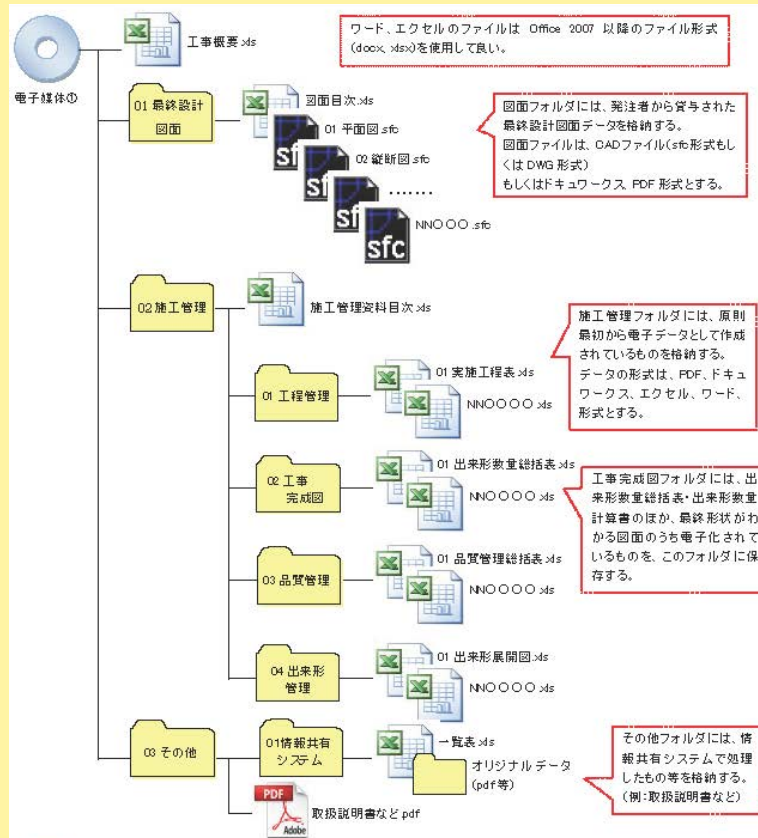 電子媒体①
工事概要.xls
ワード、エクセルのファイルは Office 2007 以降のファイル形式
(docx、xlsx)を使用して良い。
01 最終設計
図面
図面目次.xls
01 平面図.sfc
02 縦断図.sfc
‥‥‥
NN〇〇〇.sfc
sfc
図面フォルダには、発注者から貸与された
最終設計図面データを格納する。
図面ファイルは、CADファイル(sfc形式もし
くは DWG 形式)
もしくはドキュワークス、PDF 形式とする。
02施工管理
施工管理資料目次.xls
施工管理フォルダには、原則
最初から電子データとして作成
されているものを格納する。
データの形式は、PDF、ドキュ
ワークス、エクセル、ワード、
形式とする。
01 工程管理
01 実施工程表.xls
NN〇〇〇〇.xls
02 工事
完成図
01 出来形数量総括表.xls
NN〇〇〇〇.xls
工事完成図フォルダには、出
来形数量総括表・出来形数量
計算書のほか、最終形状がわ
かる図面のうち電子化されて
いるものを、このフォルダに保
存する。
03 品質管理
01 品質管理総括表.xls
NN〇〇〇〇.xls
04 出来形
管理
01 出来形展開図.xls
NN〇〇〇〇.xls
03 その他
01情報共有
システム
一覧表.xls
オリジナルデータ
(pdf等)
その他フォルダには、情
報共有システムで処理
したもの等を格納する。
(例:取扱説明書など)
PDF
Adobe
取扱説明書など.pdf